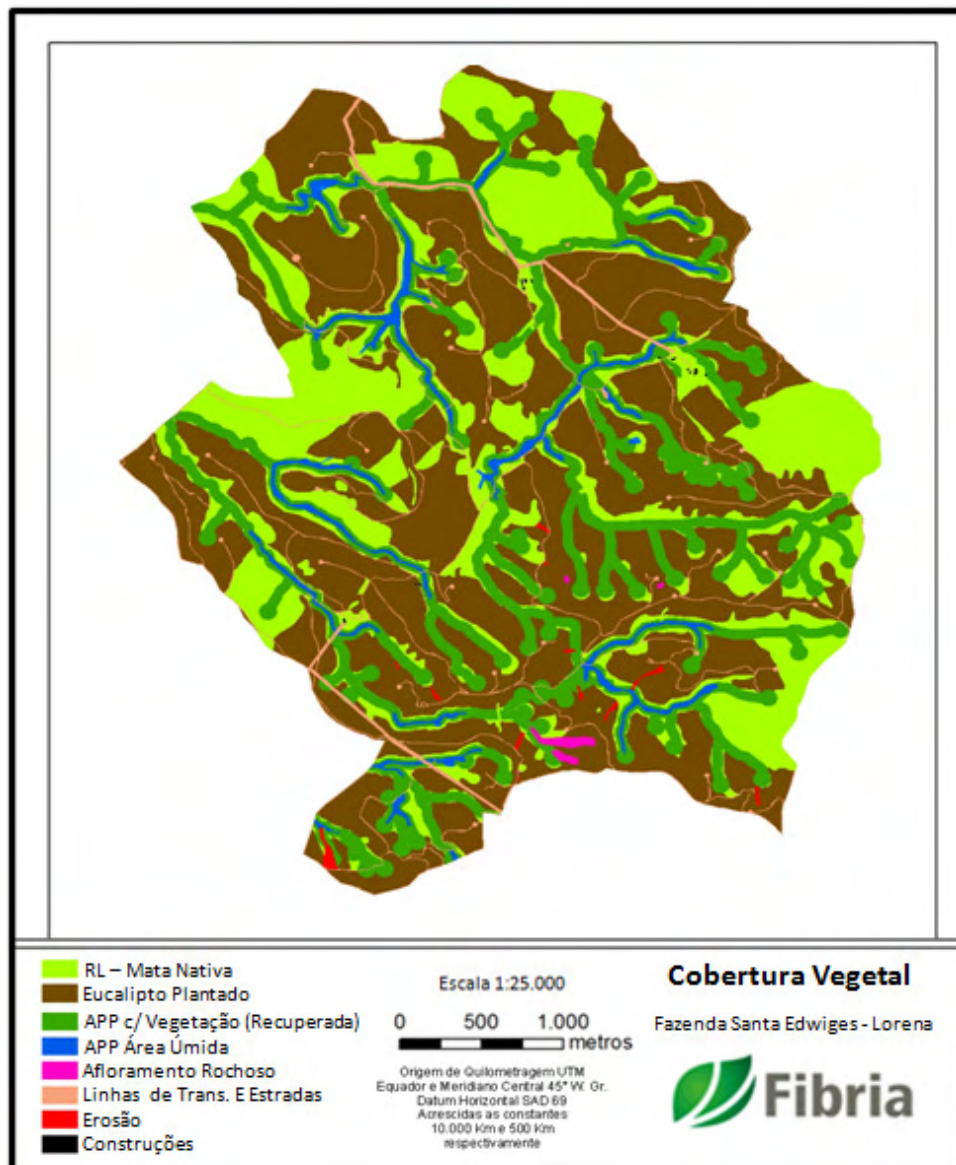 RL – Mata Nativa
Eucalipto Plantado
APP c/ Vegetação (Recuperada)
APP Área Úmida
Afloramento Rochoso
Linhas de Trans. E Estradas
Erosão
Construções
Escala 1:25.000
0 500 1.000
metros
Origem de Quilometragem UTM
Equador e Meridiano Central 45° W. Gr.
Datum Horizontal SAD 69
Acrescidas as constantes
10.000 Km e 500 Km
respectivamente
Cobertura Vegetal
Fazenda Santa Edwiges - Lorena
Fibria